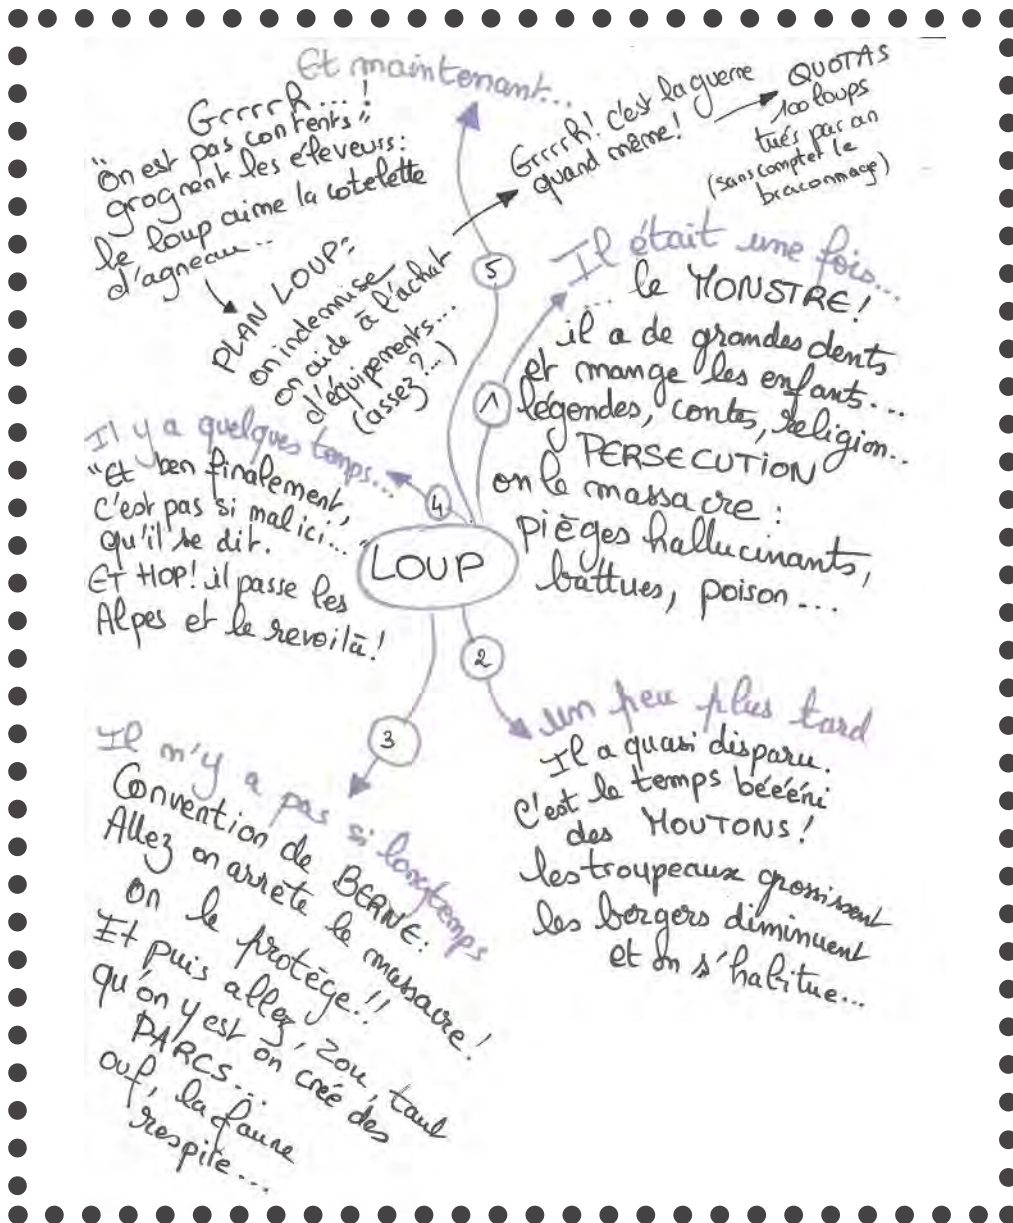 LOUP
1
Il était une fois...
... le MONSTRE!
il a de grandes dents
et mange les enfants...
légendes, contes, religion...
PERSECUTION
on le massacre :
pièges hallucinants,
battues, poison...
2
un peu plus tard
Il a quasi disparu.
C'est le temps béééni
des MOUTONS!
les troupeaux grossissent
les bergers diminuent
et on s'habitue...
3
Il n'y a pas si longtemps
Convention de BERNE:
Allez on arrête le massacre!
on le protège!!
Et puis allez, zou, tant
qu'on y est on créé des
PARCS...
ouf, la faune
respire...
4
Il y a quelques temps...
"Et ben finalement,
c'est pas si mal ici..."
qu'il se dit.
ET HOP! il passe les
Alpes et le revoilà!
5
Et maintenant...
Grrrrh...!
"on est pas contents"
grognent les éleveurs:
le loup aime la cotelette
d'agneau...
PLAN LOUP:
on indemnise
on aide à l'achat
d'équipements...
(assez?...)
Grrrrh! c'est la guerre
quand même!
QUOTAS
100 loups
tués par an
(sans compter le
braconnage)